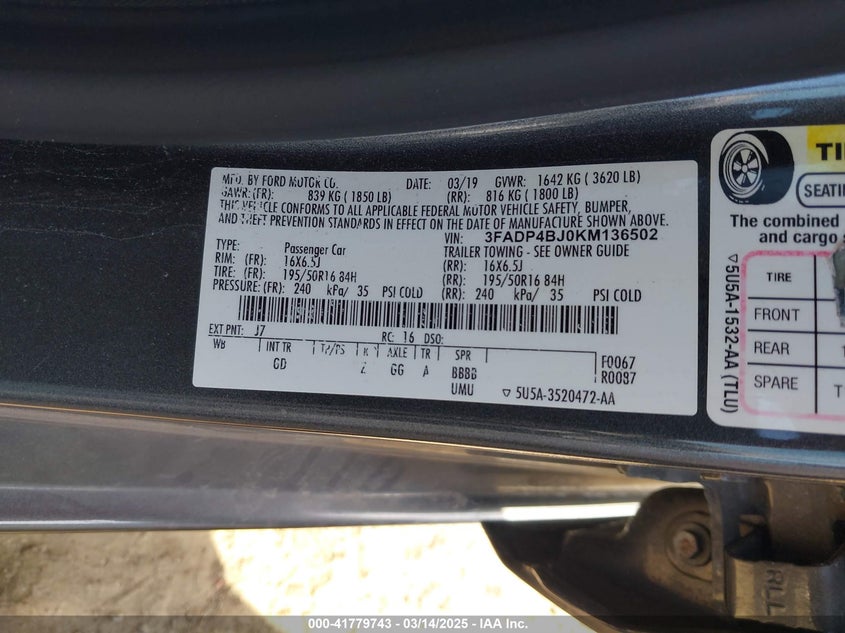 MFD. BY FORD MOTOR CO. DATE: 03/19 GVWR: 1642 KG ( 3620 LB)
GAWR: (FR): 839 KG ( 1850 LB) (RR): 816 KG ( 1800 LB)
THIS VEHICLE CONFORMS TO ALL APPLICABLE FEDERAL MOTOR VEHICLE SAFETY, BUMPER,
AND THEFT PREVENTION STANDARDS IN EFFECT ON THE DATE OF MANUFACTURE SHOWN ABOVE.
VIN: 3FADP4BJ0KM136502
TYPE: Passenger Car TRAILER TOWING - SEE OWNER GUIDE
RIM: (FR): 16X6.5J (RR): 16X6.5J
TIRE: (FR): 195/50R16 84H (RR): 195/50R16 84H
PRESSURE: (FR): 240 kPa/ 35 PSI COLD (RR): 240 kPa/ 35 PSI COLD
EXT PNT: J7 RC: 16 DSO:
WB INT TR TP/PS R AXLE TR SPR
GD Z GG A BBBB
UMU
F0067
R0087
▽ 5U5A-3520472-AA
TI
SEATIN
The combined
and cargo
TIRE
FRONT
REAR 1
SPARE T
▽5U5A-1532-AA (TLU)
RLL
000-41779743 - 03/14/2025 - IAA Inc.